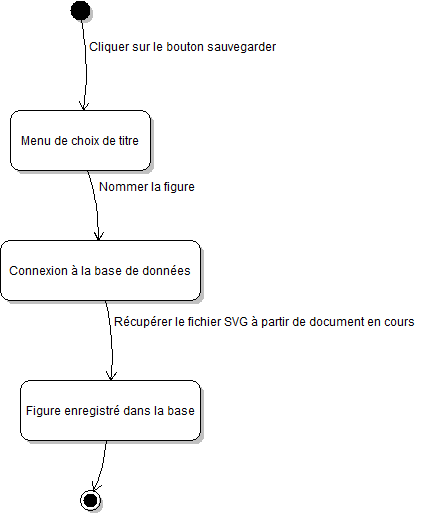 Cliquer sur le bouton sauvegarder
Menu de choix de titre
Nommer la figure
Connexion à la base de données
Récupérer le fichier SVG à partir de document en cours
Figure enregistré dans la base